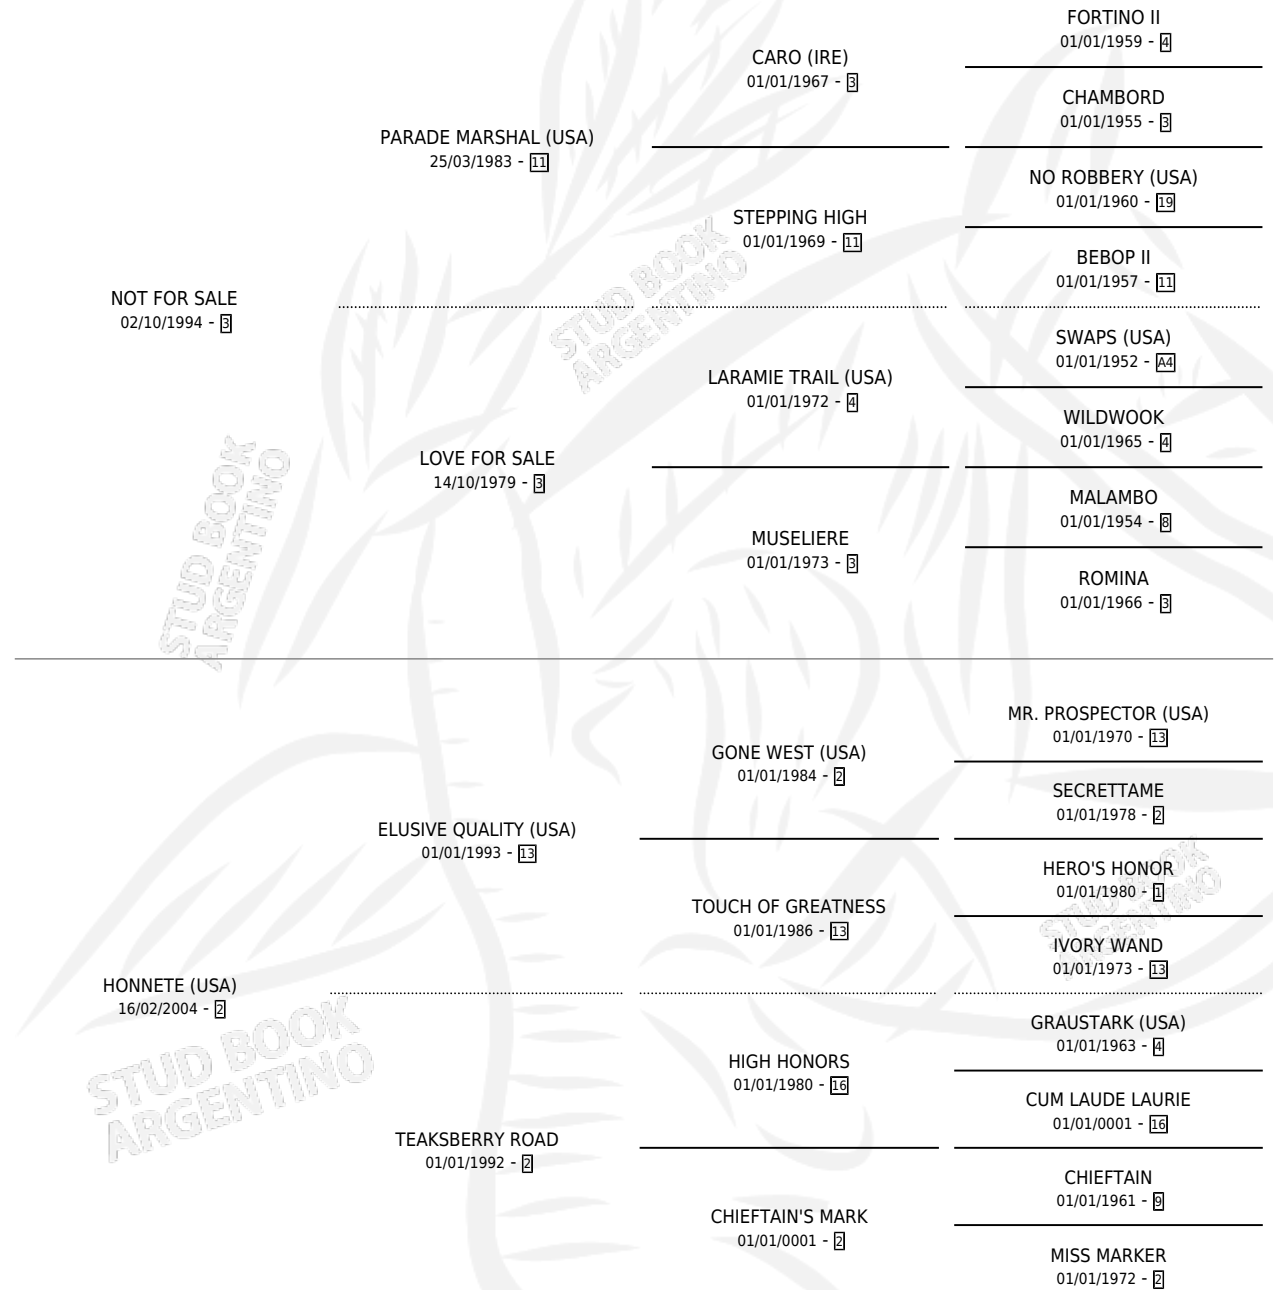 FORTINO II
01/01/1959 - 4
CARO (IRE)
01/01/1967 - 3
CHAMBORD
01/01/1955 - 3
PARADE MARSHAL (USA)
25/03/1983 - 11
NO ROBBERY (USA)
01/01/1960 - 19
STEPPING HIGH
01/01/1969 - 11
BEBOP II
01/01/1957 - 11
NOT FOR SALE
02/10/1994 - 3
SWAPS (USA)
01/01/1952 - A4
LARAMIE TRAIL (USA)
01/01/1972 - 4
WILDWOOK
01/01/1965 - 4
LOVE FOR SALE
14/10/1979 - 3
MALAMBO
01/01/1954 - 8
MUSELIERE
01/01/1973 - 3
ROMINA
01/01/1966 - 3
STUD BOOK
ARGENTINO
STUD BOOK
ARGENTINO
MR. PROSPECTOR (USA)
01/01/1970 - 13
GONE WEST (USA)
01/01/1984 - 2
SECRETTAME
01/01/1978 - 2
ELUSIVE QUALITY (USA)
01/01/1993 - 13
HERO'S HONOR
01/01/1980 - 1
TOUCH OF GREATNESS
01/01/1986 - 13
IVORY WAND
01/01/1973 - 13
STUD BOOK
ARGENTINO
HONNETE (USA)
16/02/2004 - 2
GRAUSTARK (USA)
01/01/1963 - 4
HIGH HONORS
01/01/1980 - 16
CUM LAUDE LAURIE
01/01/0001 - 16
TEAKSBERRY ROAD
01/01/1992 - 2
CHIEFTAIN
01/01/1961 - 9
CHIEFTAIN'S MARK
01/01/0001 - 2
MISS MARKER
01/01/1972 - 2
STUD BOOK
ARGENTINO